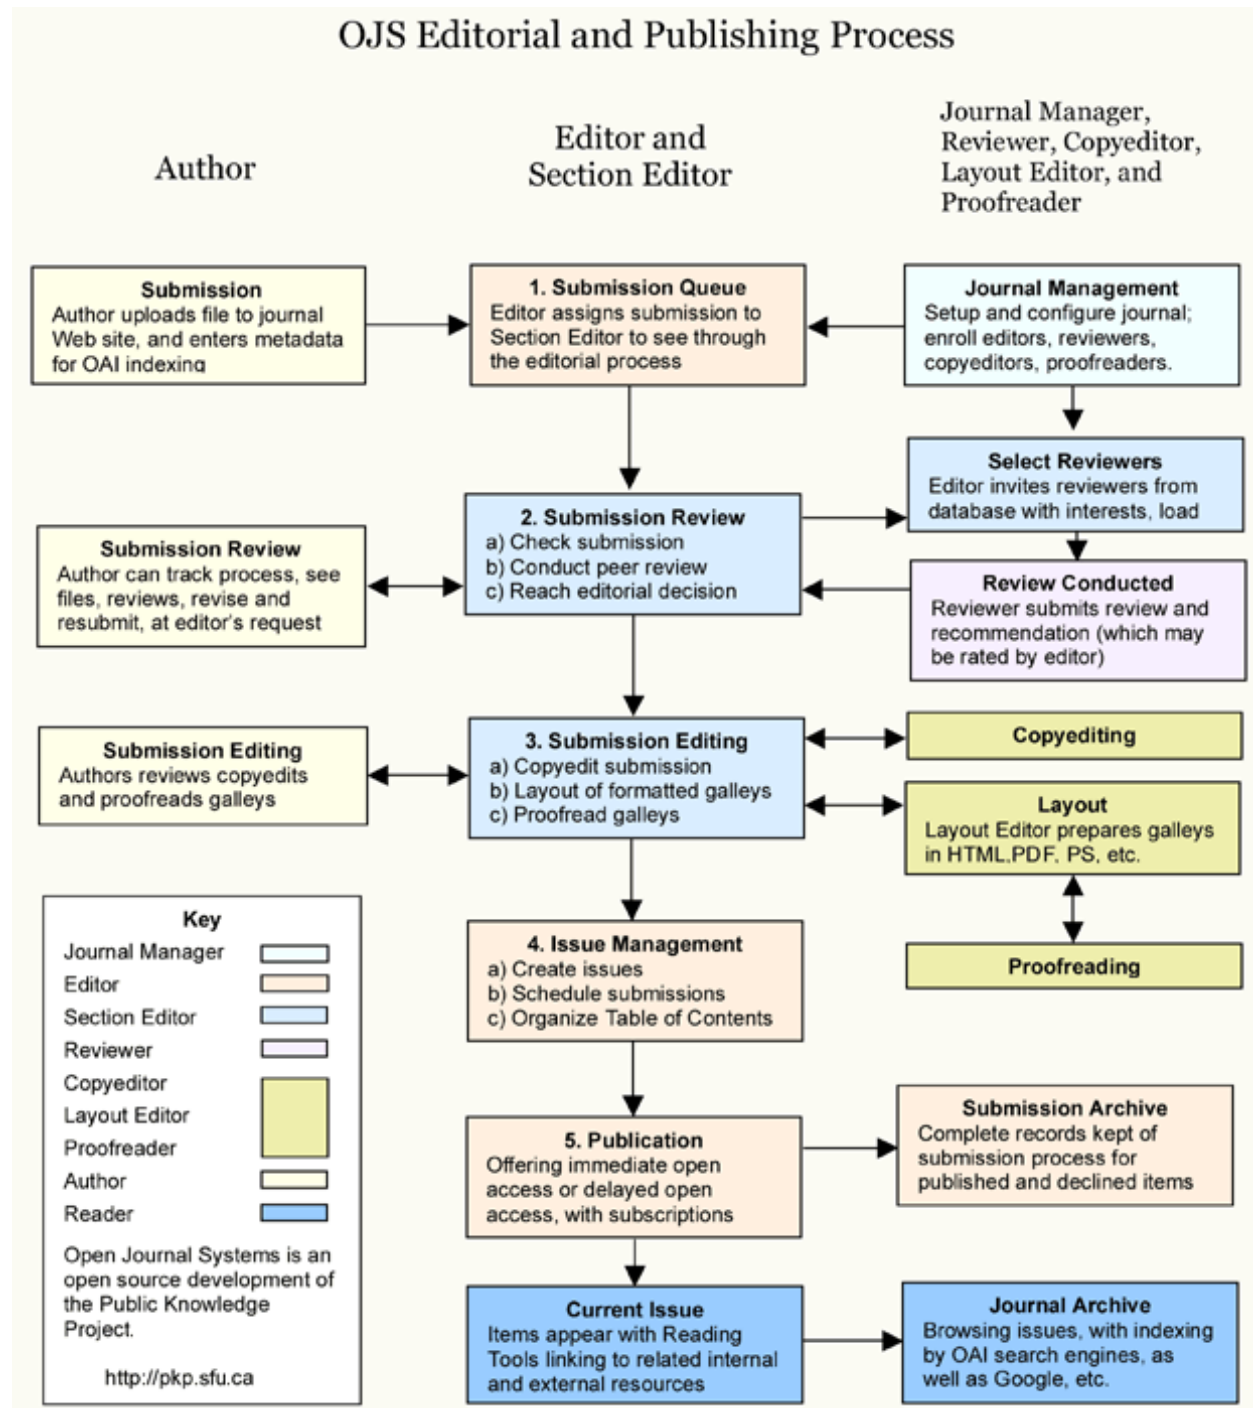 OJS Editorial and Publishing Process
Author
Editor and
Section Editor
Journal Manager,
Reviewer, Copyeditor,
Layout Editor, and
Proofreader
Submission
Author uploads file to journal
Web site, and enters metadata
for OAI indexing
1. Submission Queue
Editor assigns submission to
Section Editor to see through
the editorial process
Journal Management
Setup and configure journal;
enroll editors, reviewers,
copyeditors, proofreaders.
Select Reviewers
Editor invites reviewers from
database with interests, load
2. Submission Review
a) Check submission
b) Conduct peer review
c) Reach editorial decision
Submission Review
Author can track process, see
files, reviews, revise and
resubmit, at editor's request
Review Conducted
Reviewer submits review and
recommendation (which may
be rated by editor)
Submission Editing
Authors reviews copyedits
and proofreads galleys
3. Submission Editing
a) Copyedit submission
b) Layout of formatted galleys
c) Proofread galleys
Copyediting
Layout
Layout Editor prepares galleys
in HTML,PDF, PS, etc.
Proofreading
Key
Journal Manager
Editor
Section Editor
Reviewer
Copyeditor
Layout Editor
Proofreader
Author
Reader
Open Journal Systems is an
open source development of
the Public Knowledge
Project.
http://pkp.sfu.ca
4. Issue Management
a) Create issues
b) Schedule submissions
c) Organize Table of Contents
5. Publication
Offering immediate open
access or delayed open
access, with subscriptions
Submission Archive
Complete records kept of
submission process for
published and declined items
Current Issue
Items appear with Reading
Tools linking to related internal
and external resources
Journal Archive
Browsing issues, with indexing
by OAI search engines, as
well as Google, etc.